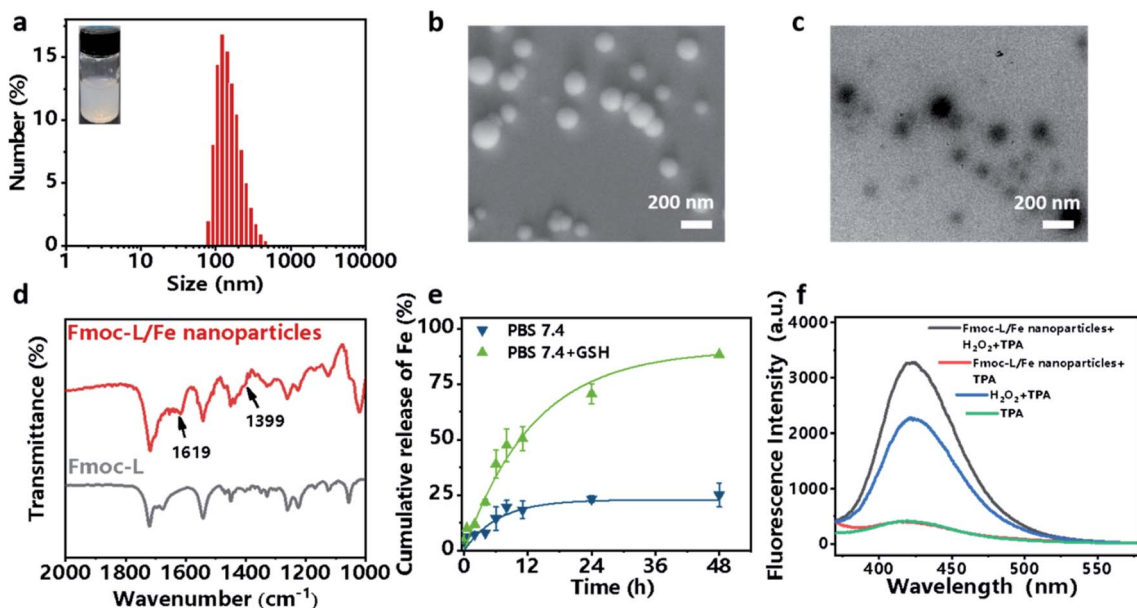 a
15
10
5
0
Number (%)
1
10
100
1000
10000
Size (nm)
b
200 nm
c
200 nm
d
Fmoc-L/Fe nanoparticles
1399
1619
Fmoc-L
Transmittance (%)
2000
1800
1600
1400
1200
1000
Wavenumber (cm⁻¹)
e
100
75
50
25
0
Cumulative release of Fe (%)
PBS 7.4
PBS 7.4+GSH
0
12
24
36
48
Time (h)
f
4000
3000
2000
1000
0
Fluorescence Intensity (a.u.)
Fmoc-L/Fe nanoparticles+
H₂O₂+TPA
Fmoc-L/Fe nanoparticles+
TPA
H₂O₂+TPA
TPA
400
450
500
550
Wavelength (nm)